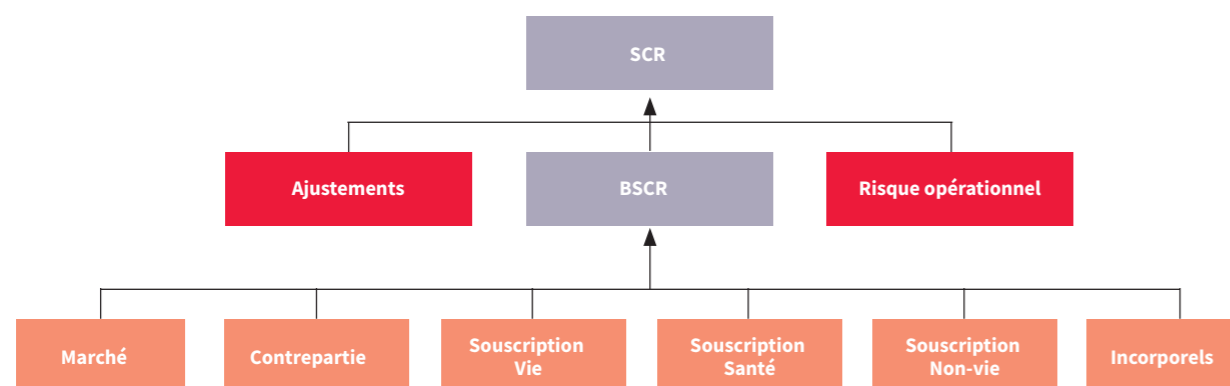 SCR
Ajustements
BSCR
Risque opérationnel
Marché
Contrepartie
Souscription
Vie
Souscription
Santé
Souscription
Non-vie
Incorporels